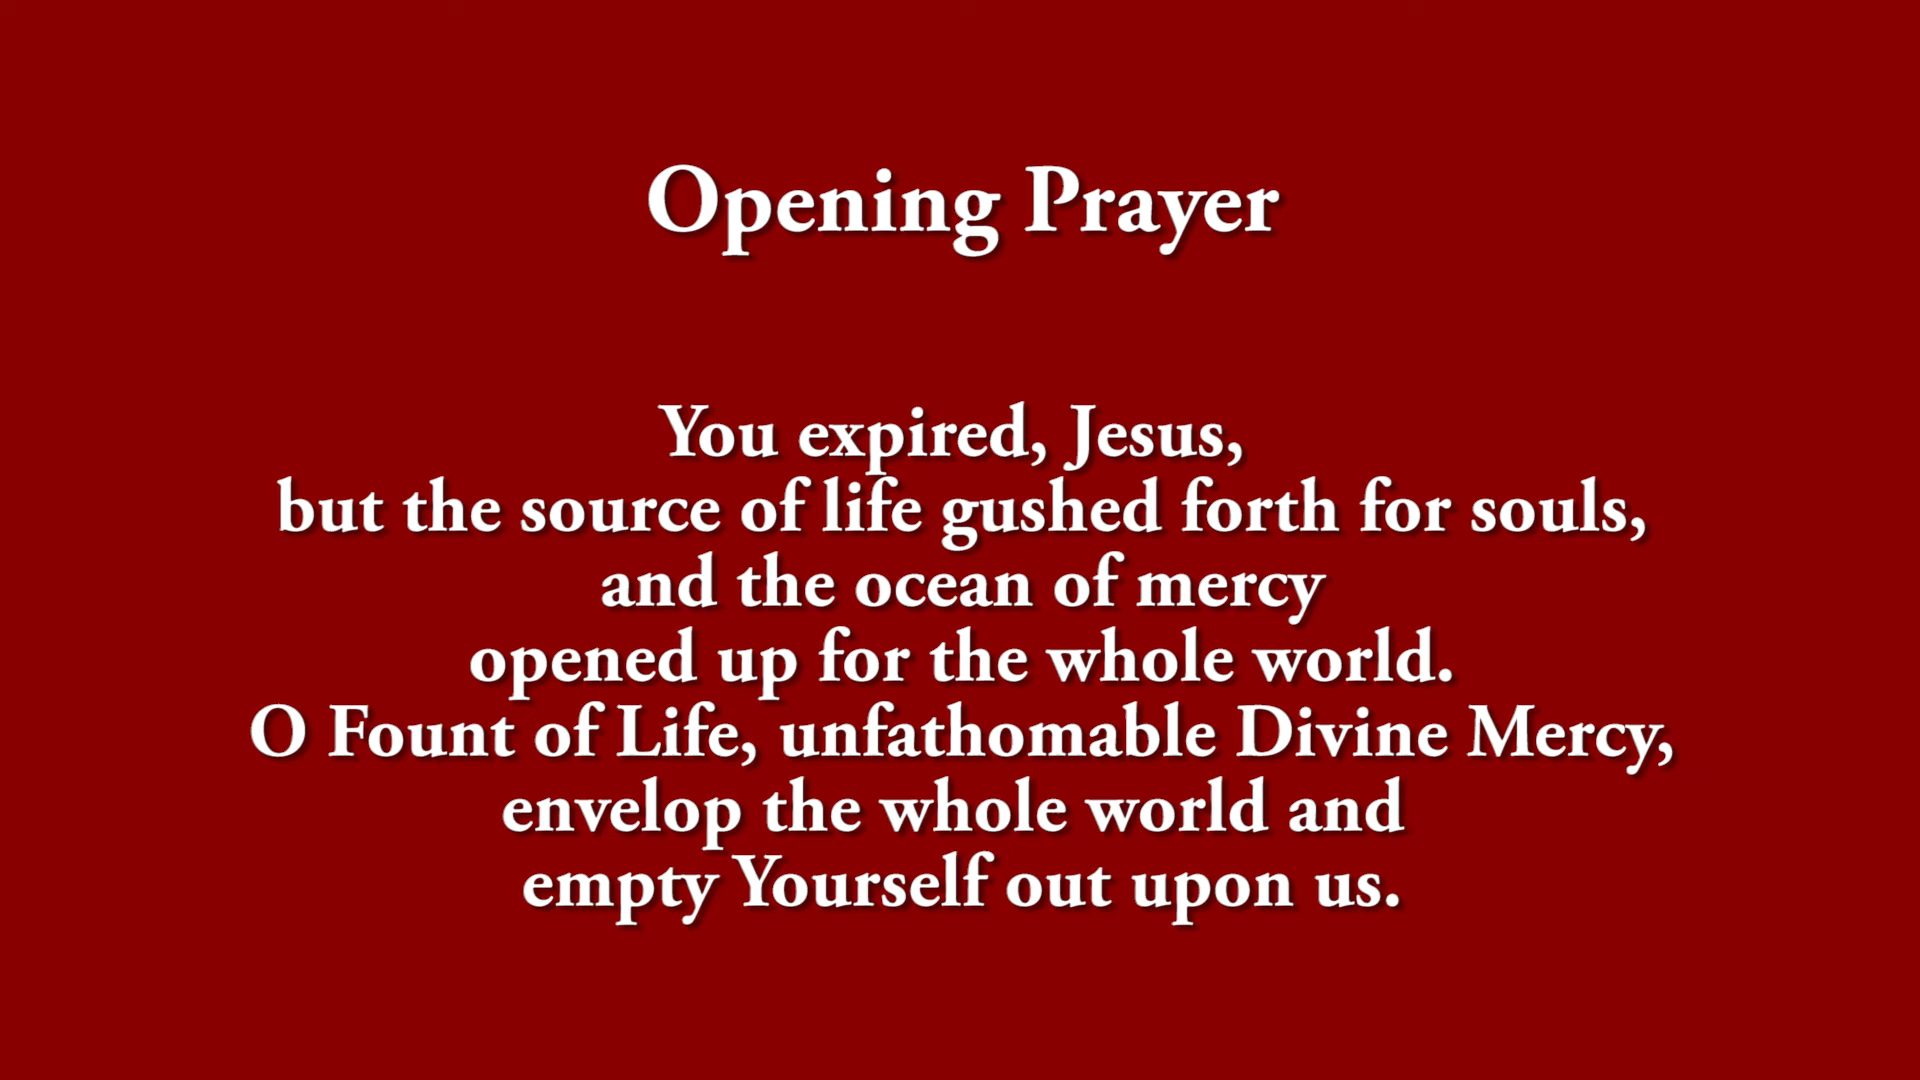 Opening Prayer
You expired, Jesus,
but the source of life gushed forth for souls,
and the ocean of mercy
opened up for the whole world.
O Fount of Life, unfathomable Divine Mercy,
envelop the whole world and
empty Yourself out upon us.